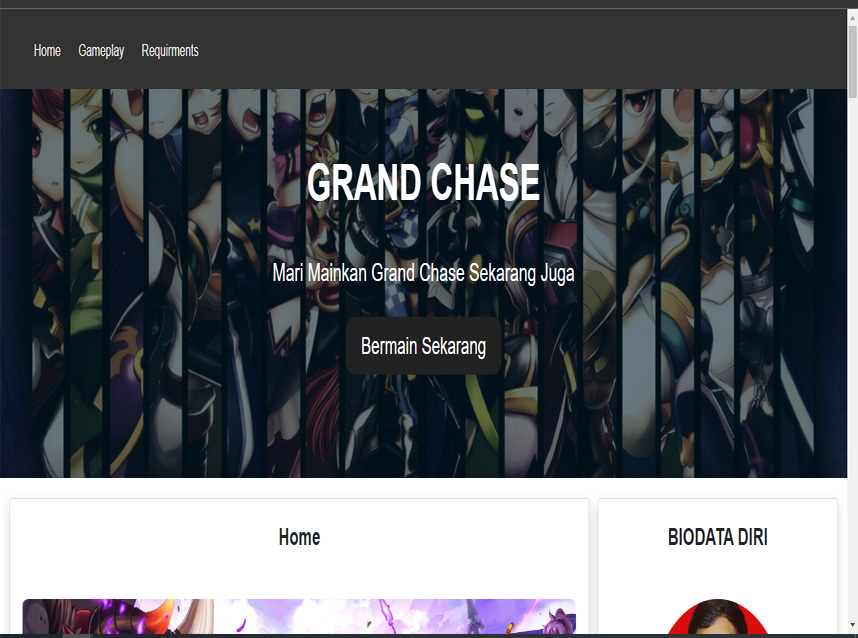 Home Gameplay Requirments
GRAND CHASE
Mari Mainkan Grand Chase Sekarang Juga
Bermain Sekarang
Home
BIODATA DIRI